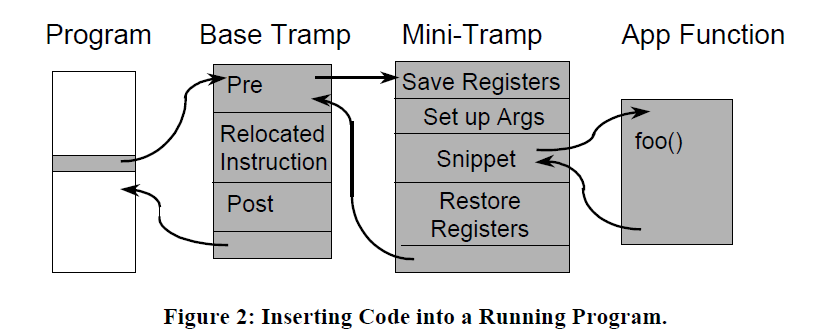 Program
Base Tramp
Mini-Tramp
App Function
Pre
Relocated
Instruction
Post
Save Registers
Set up Args
Snippet
Restore
Registers
foo()
Figure 2: Inserting Code into a Running Program.